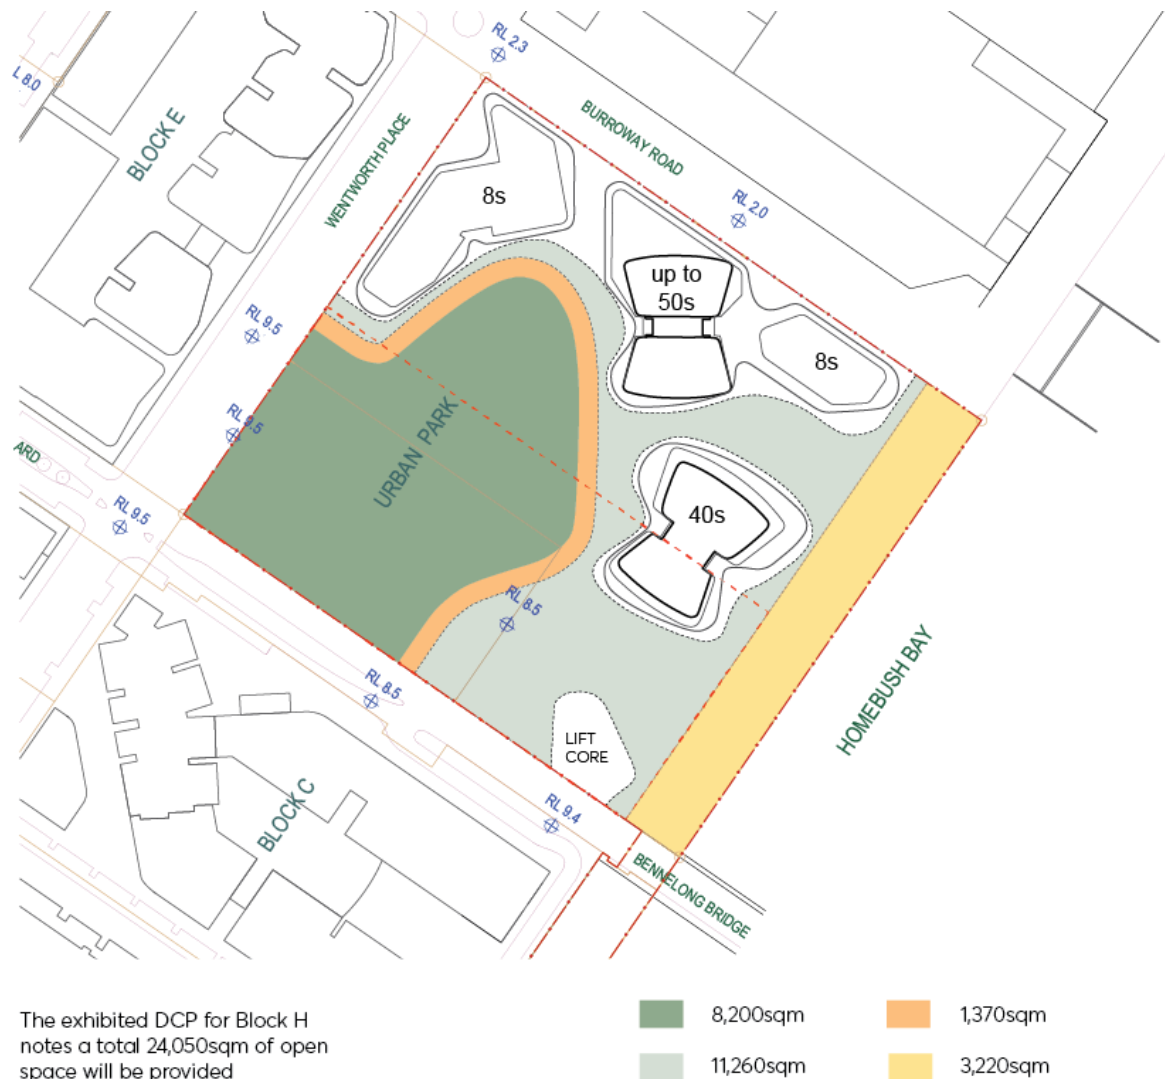 RL 2.3
L 8.0
BLOCK E
WENTWORTH PLACE
BURROWAY ROAD
8s
RL 2.0
up to
50s
RL 9.5
8s
RL 9.5
URBAN PARK
ARD
RL 9.5
40s
RL 8.5
HOMEBUSH BAY
RL 8.5
LIFT
CORE
BLOCK C
RL 9.4
BENNELONG BRIDGE
The exhibited DCP for Block H
notes a total 24,050sqm of open
space will be provided
8,200sqm
1,370sqm
11,260sqm
3,220sqm